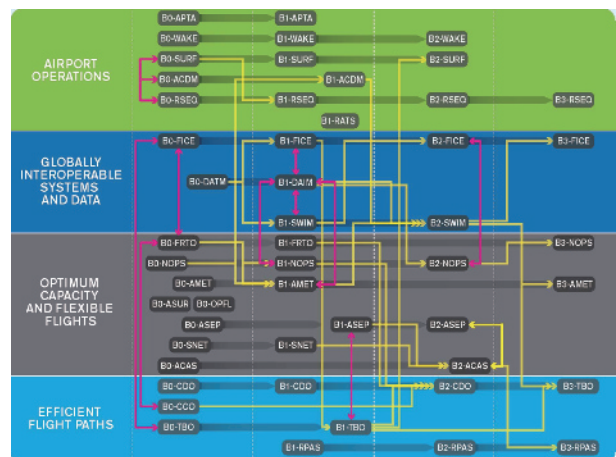 AIRPORT
OPERATIONS
B0-APTA B1-APTA
B0-WAKE B1-WAKE B2-WAKE
B0-SURF B1-SURF B2-SURF
B0-ACDM B1-ACDM
B0-RSEQ B1-RSEQ B2-RSEQ B3-RSEQ
B1-RATS
GLOBALLY
INTEROPERABLE
SYSTEMS
AND DATA
B0-FICE B1-FICE B2-FICE B3-FICE
B0-DATM B1-DAIM
B1-SWIM B2-SWIM
OPTIMUM
CAPACITY
AND FLEXIBLE
FLIGHTS
B0-FRTO B1-FRTO B3-NOPS
B0-NOPS B1-NOPS B2-NOPS
B0-AMET B1-AMET B3-AMET
B0-ASUR B0-OPFL
B0-ASEP B1-ASEP B2-ASEP
B0-SNET B1-SNET
B0-ACAS B2-ACAS
EFFICIENT
FLIGHT PATHS
B0-CDO B1-CDO B2-CDO B3-TBO
B0-CCO
B0-TBO B1-TBO
B1-RPAS B2-RPAS B3-RPAS